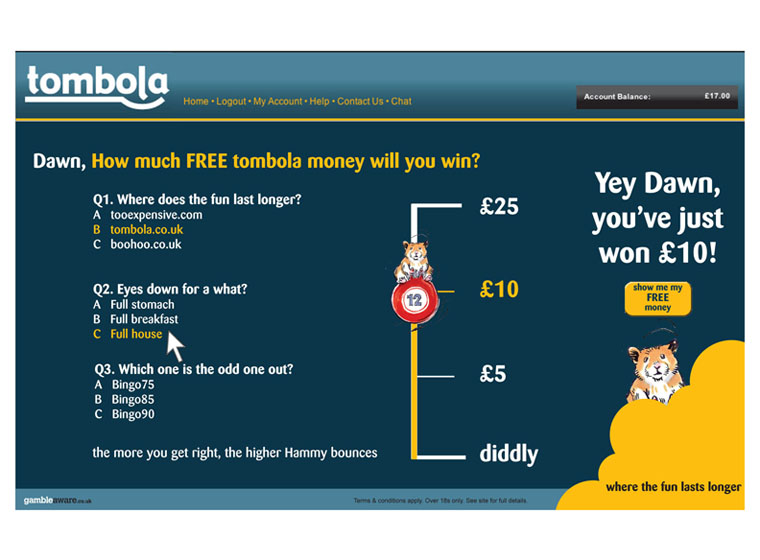 tombola
Home • Logout • My Account • Help • Contact Us • Chat
Account Balance: £17.00
Dawn, How much FREE tombola money will you win?
Q1. Where does the fun last longer?
A tooexpensive.com
B tombola.co.uk
C boohoo.co.uk
Q2. Eyes down for a what?
A Full stomach
B Full breakfast
C Full house
Q3. Which one is the odd one out?
A Bingo75
B Bingo85
C Bingo90
the more you get right, the higher Hammy bounces
£25
12
£10
£5
diddly
Yey Dawn,
you've just
won £10!
show me my
FREE
money
where the fun lasts longer
gambleaware.co.uk
Terms & conditions apply. Over 18s only. See site for full details.